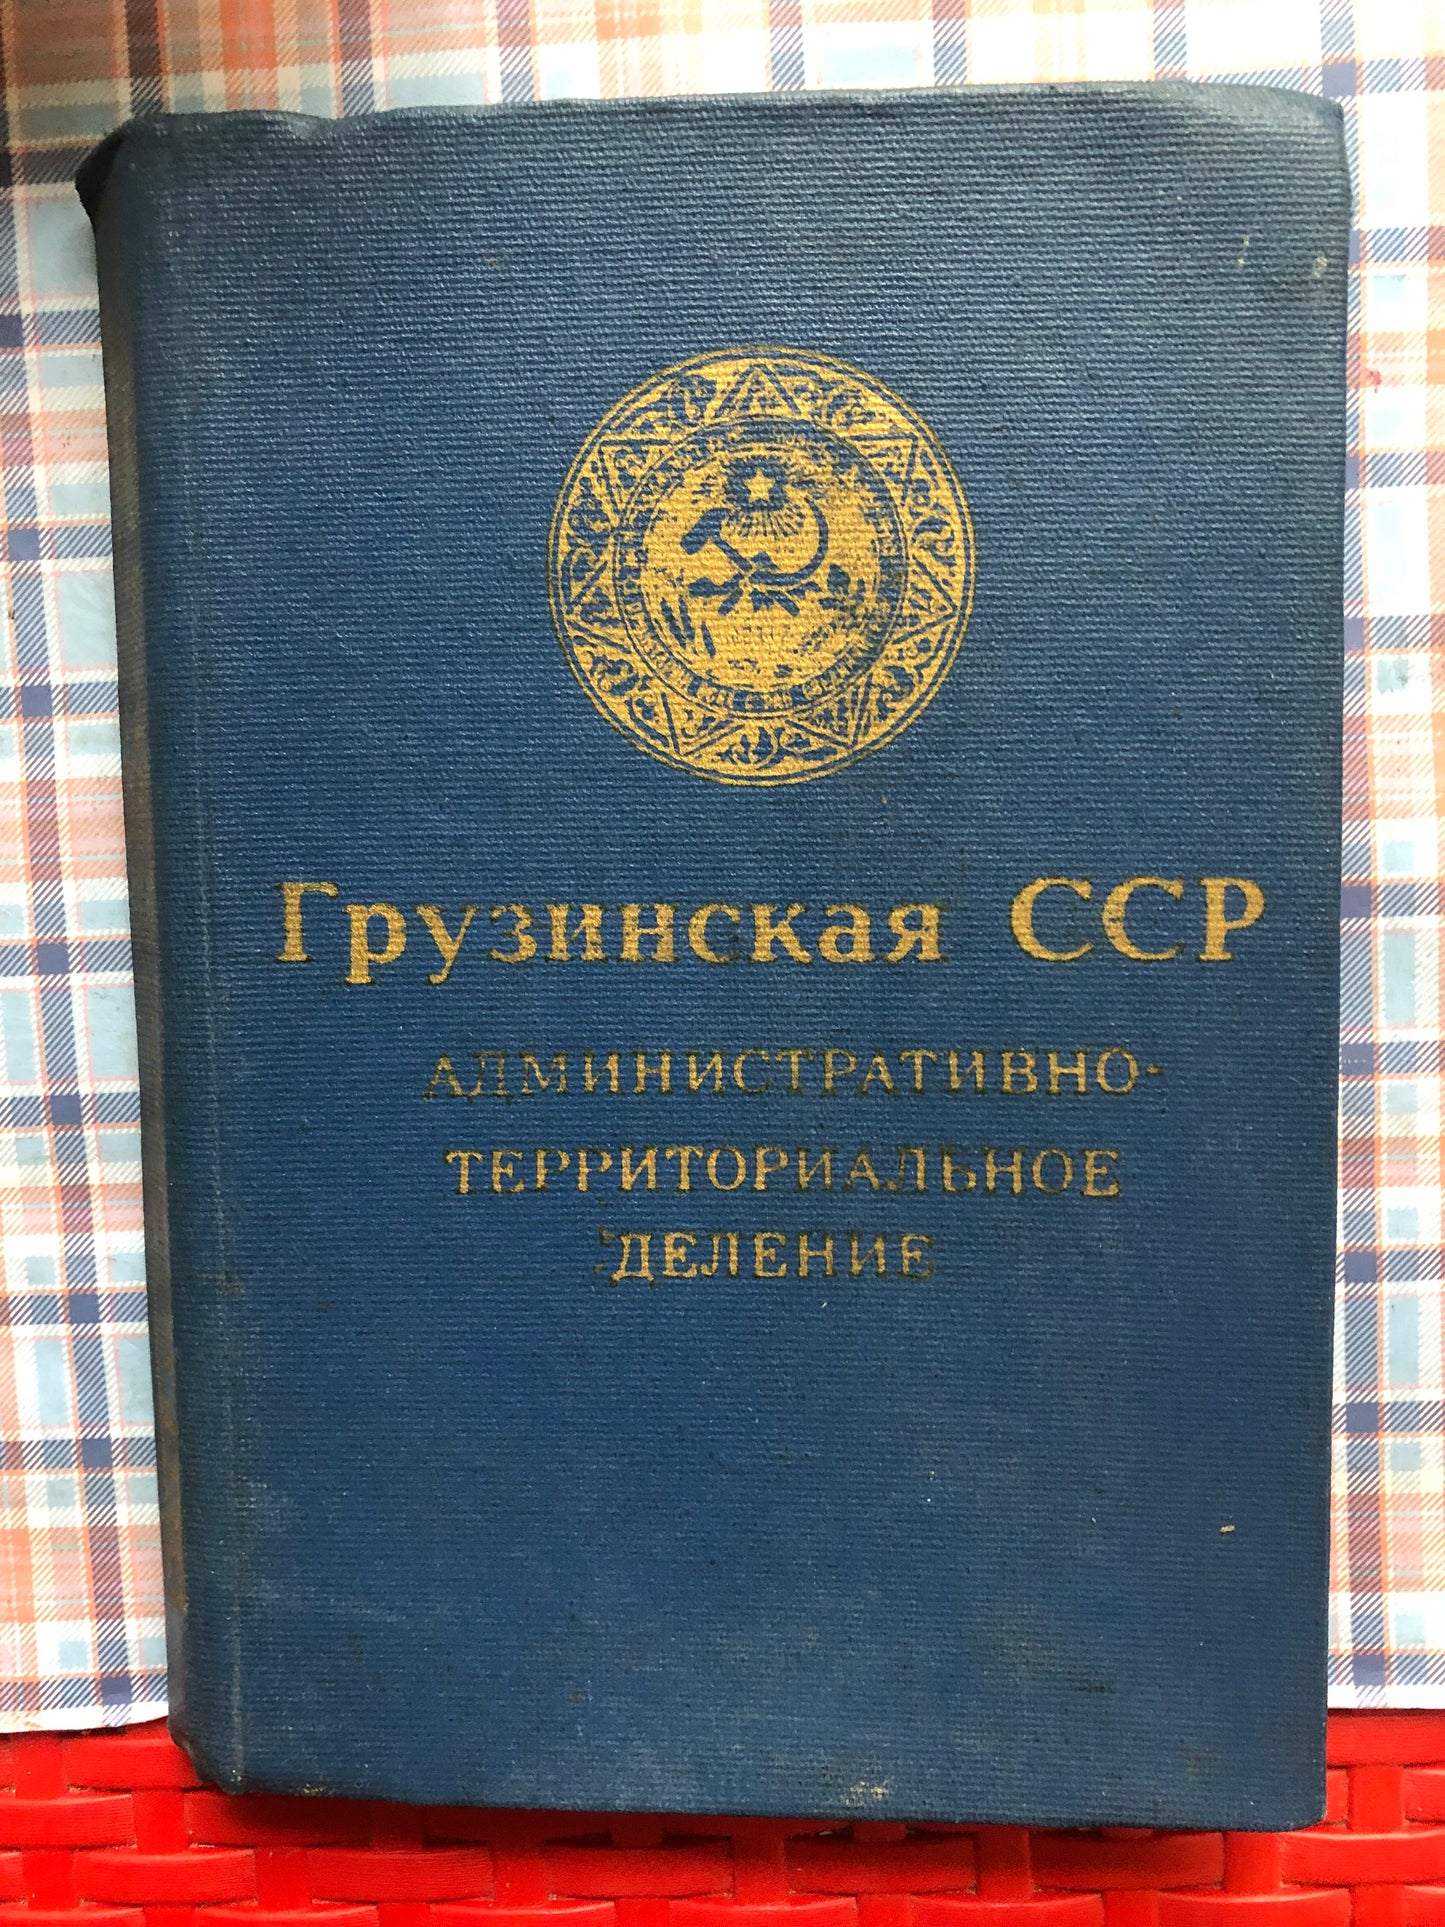 Грузинская ССР
АДМИНИСТРАТИВНО-
ТЕРРИТОРИАЛЬНОЕ
ДЕЛЕНИЕ